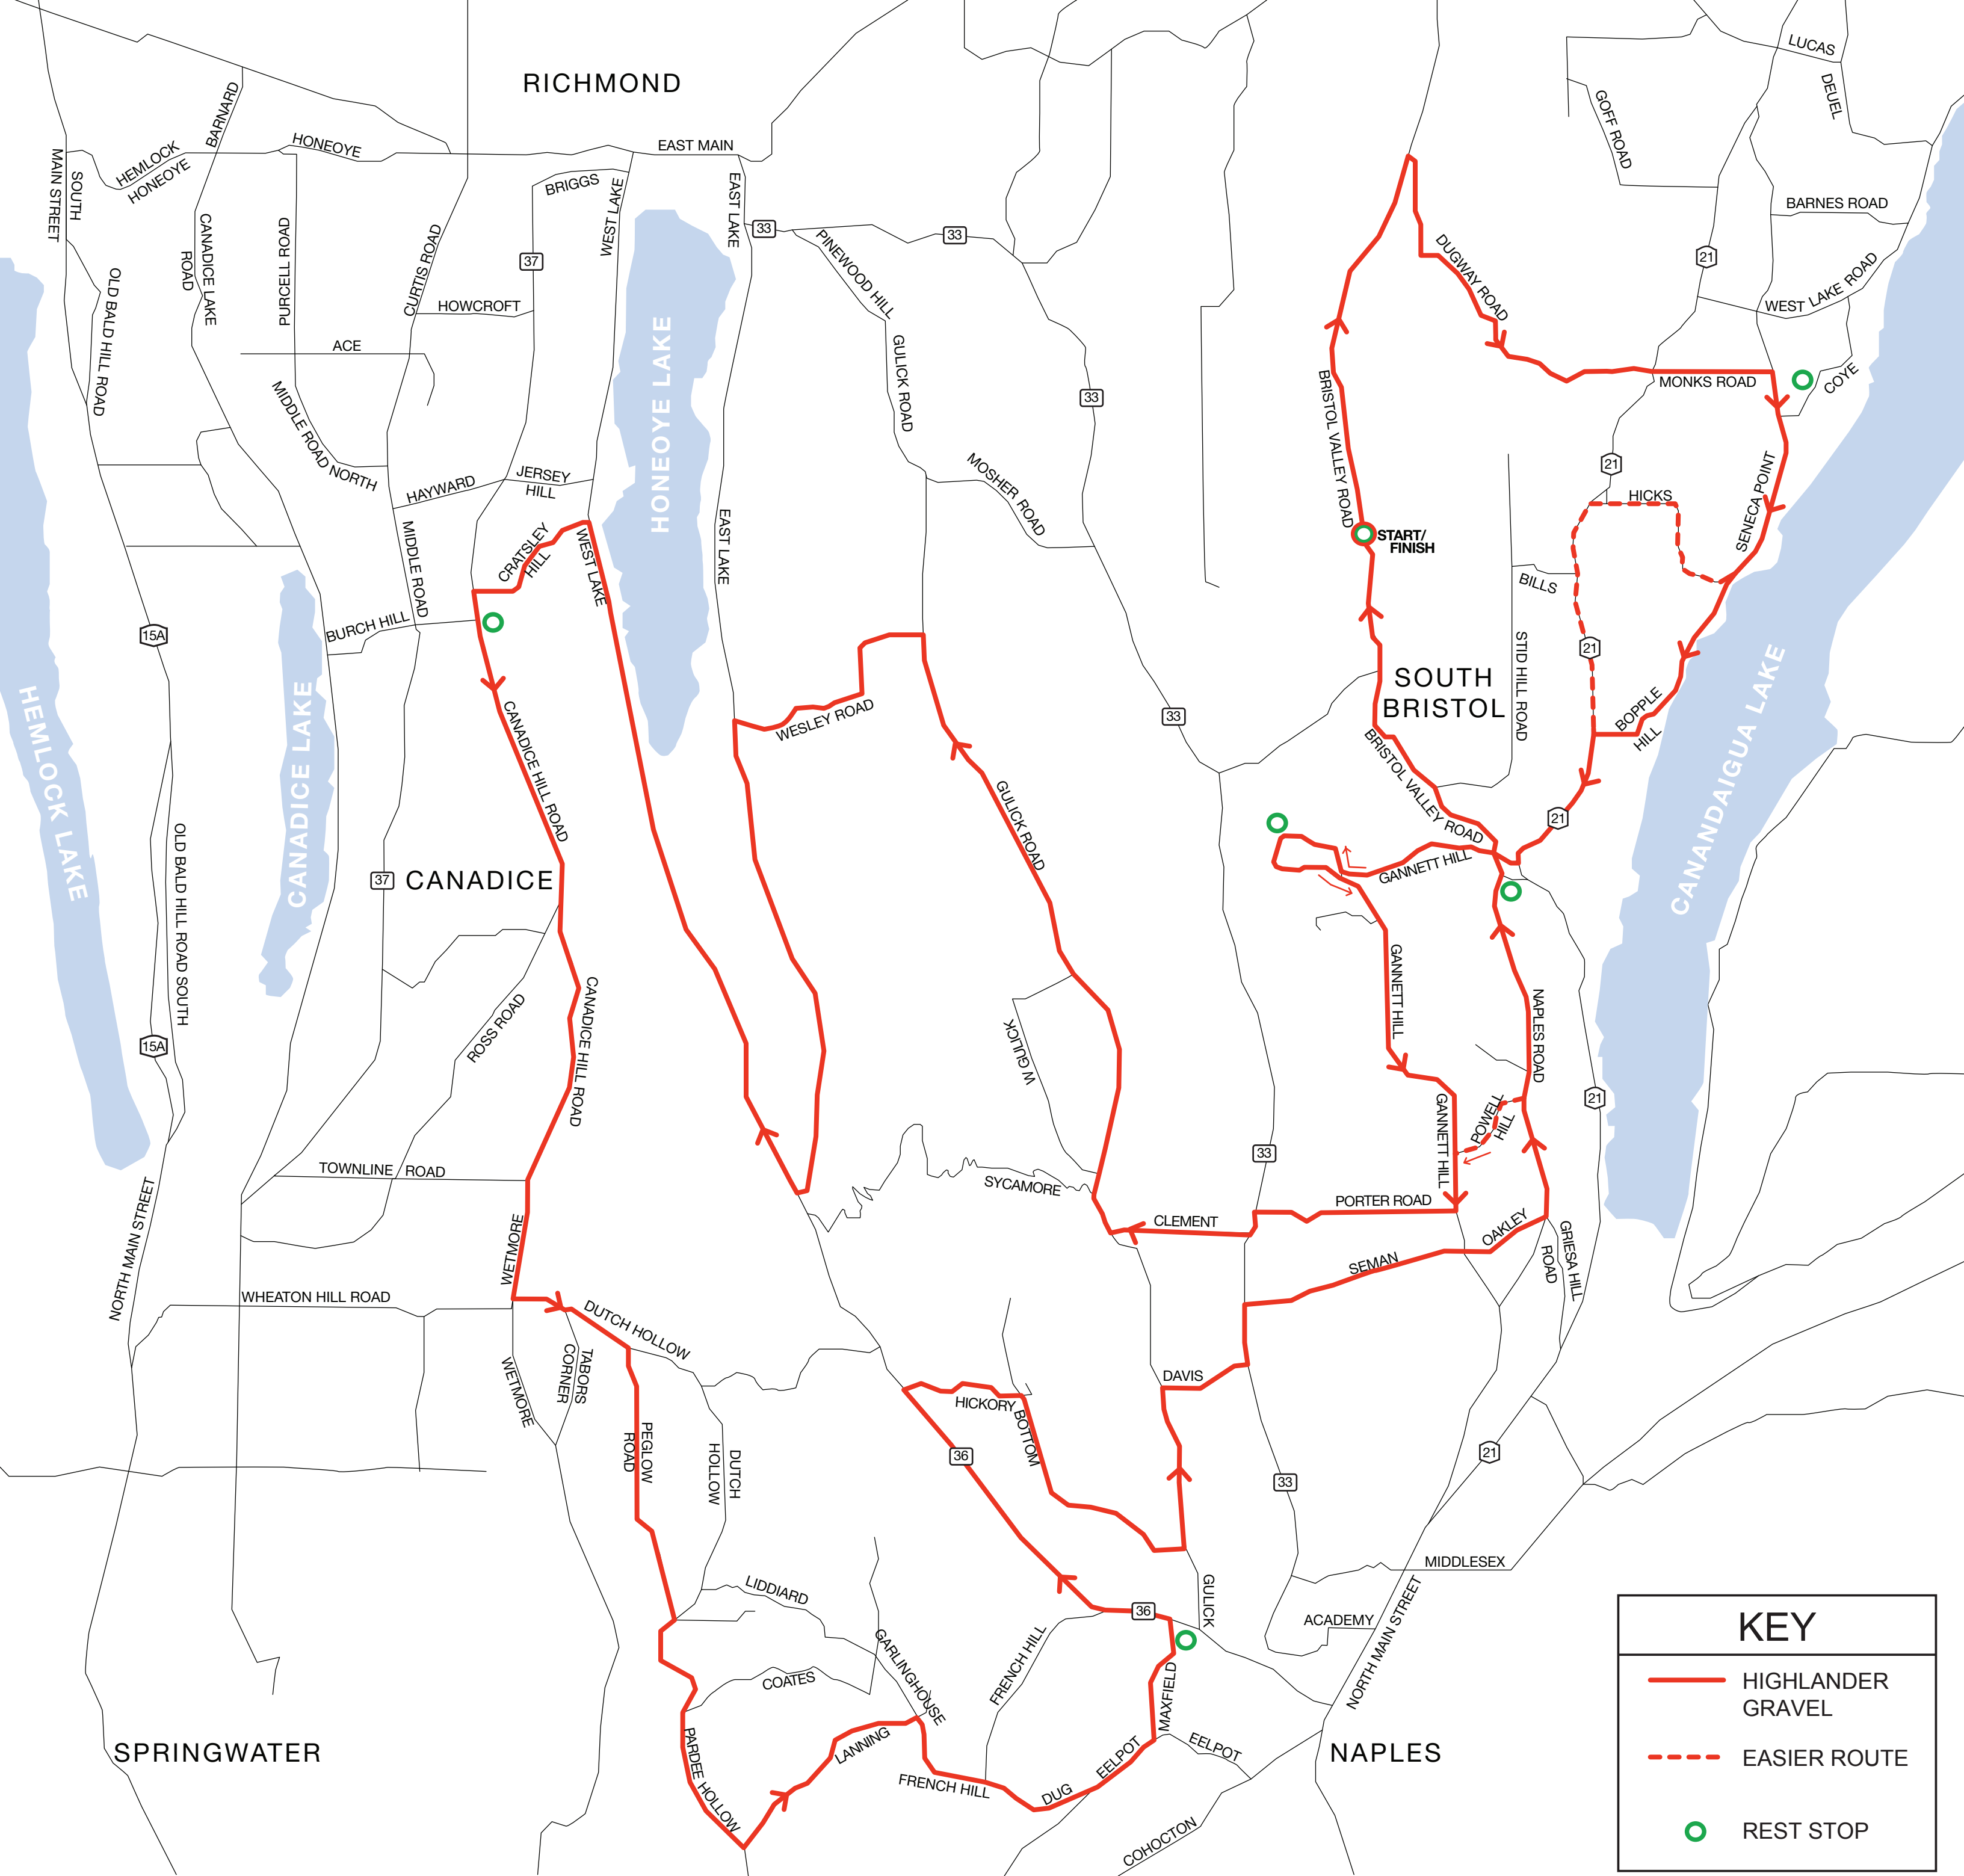 RICHMOND
LUCAS
DEUEL
GOFF ROAD
BARNARD
HEMLOCK
HONEOYE
HONEOYE
EAST MAIN
MAIN STREET
SOUTH
BRIGGS
WEST LAKE
EAST LAKE
33
33
BARNES ROAD
CANADICE LAKE
ROAD
PURCELL ROAD
CURTIS ROAD
37
PINEWOOD HILL
DUGWAY ROAD
21
WEST LAKE ROAD
OLD BALD HILL ROAD
HOWCROFT
ACE
HONEOYE LAKE
GULICK ROAD
33
BRISTOL VALLEY ROAD
MONKS ROAD
COYE
MIDDLE ROAD NORTH
HAYWARD
JERSEY
HILL
MOSHER ROAD
21
HICKS
SENECA POINT
CRATSLEY
HILL
WEST LAKE
EAST LAKE
START/
FINISH
MIDDLE ROAD
BILLS
15A
BURCH HILL
21
STID HILL ROAD
SOUTH
BRISTOL
HEMLOCK LAKE
CANADICE LAKE
CANADICE HILL ROAD
WESLEY ROAD
33
BOPPLE
HILL
CANANDAIGUA LAKE
BRISTOL VALLEY ROAD
21
GULICK ROAD
OLD BALD HILL ROAD SOUTH
37
CANADICE
GANNETT HILL
GANNETT HILL
NAPLES ROAD
CANADICE HILL ROAD
ROSS ROAD
15A
W GULICK
21
POWELL
HILL
GANNETT HILL
33
TOWNLINE ROAD
SYCAMORE
PORTER ROAD
CLEMENT
OAKLEY
NORTH MAIN STREET
WETMORE
SEMAN
GRIESA HILL
ROAD
WHEATON HILL ROAD
DUTCH HOLLOW
WETMORE
TABORS
CORNER
DAVIS
HICKORY
BOTTOM
PEGLOW
ROAD
DUTCH
HOLLOW
36
33
21
MIDDLESEX
LIDDIARD
GULICK
36
ACADEMY
NORTH MAIN STREET
GARLINGHOUSE
FRENCH HILL
COATES
MAXFIELD
SPRINGWATER
PARDEE HOLLOW
LANNING
EELPOT
EELPOT
NAPLES
FRENCH HILL
DUG
COHOCTON
KEY
HIGHLANDER
GRAVEL
EASIER ROUTE
REST STOP